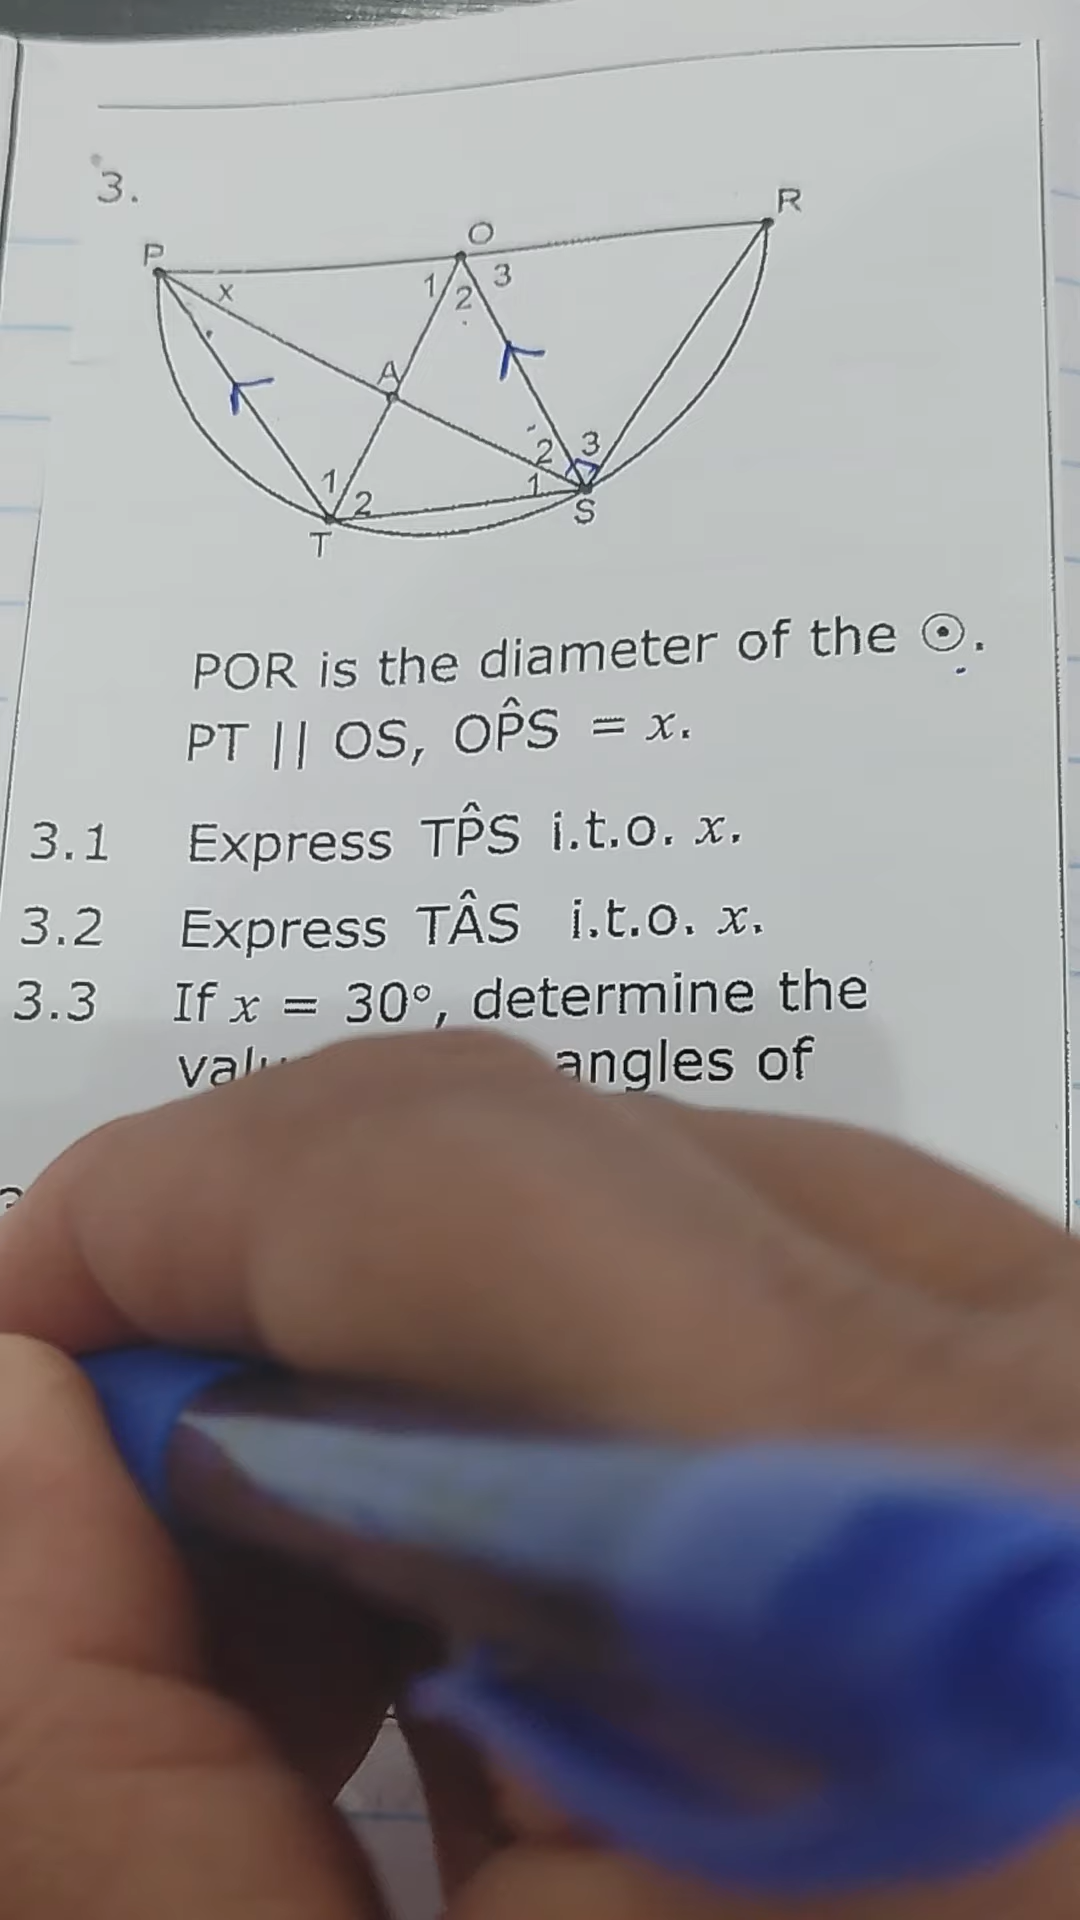 3.
P
O
R
x
1
2
3
A
1
2
2
3
1
T
S
POR is the diameter of the ⊙.
PT || OS, OP̂S = x.
3.1 Express TP̂S i.t.o. x.
3.2 Express TÂS i.t.o. x.
3.3 If x = 30°, determine the
angles of